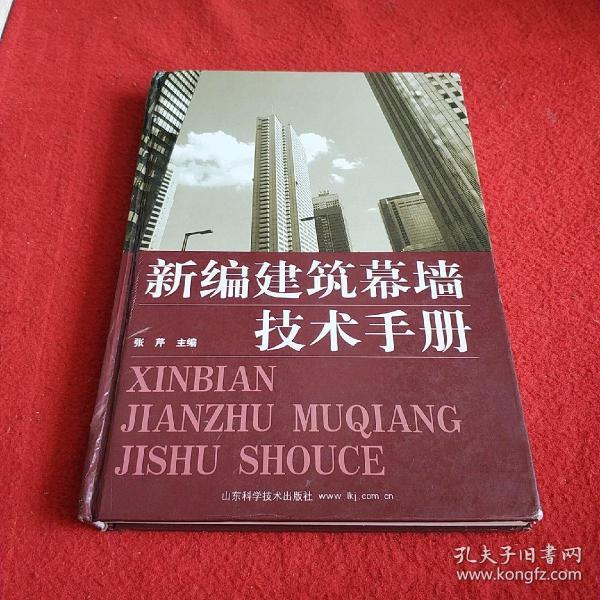 新编建筑幕墙
技术手册
张 芹 主编
XINBIAN
JIANZHU MUQIANG
JISHU SHOUCE
山东科学技术出版社 www.lkj.com.cn
孔夫子旧書网
www.kongfz.com